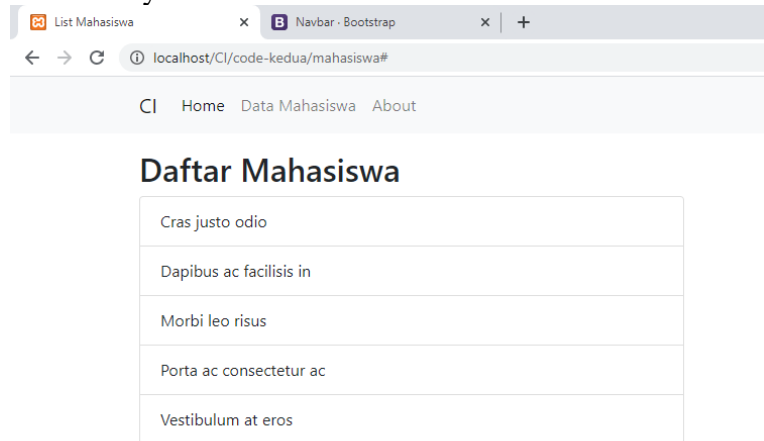 List Mahasiswa
Navbar · Bootstrap
localhost/CI/code-kedua/mahasiswa#
CI Home Data Mahasiswa About
Daftar Mahasiswa
Cras justo odio
Dapibus ac facilisis in
Morbi leo risus
Porta ac consectetur ac
Vestibulum at eros